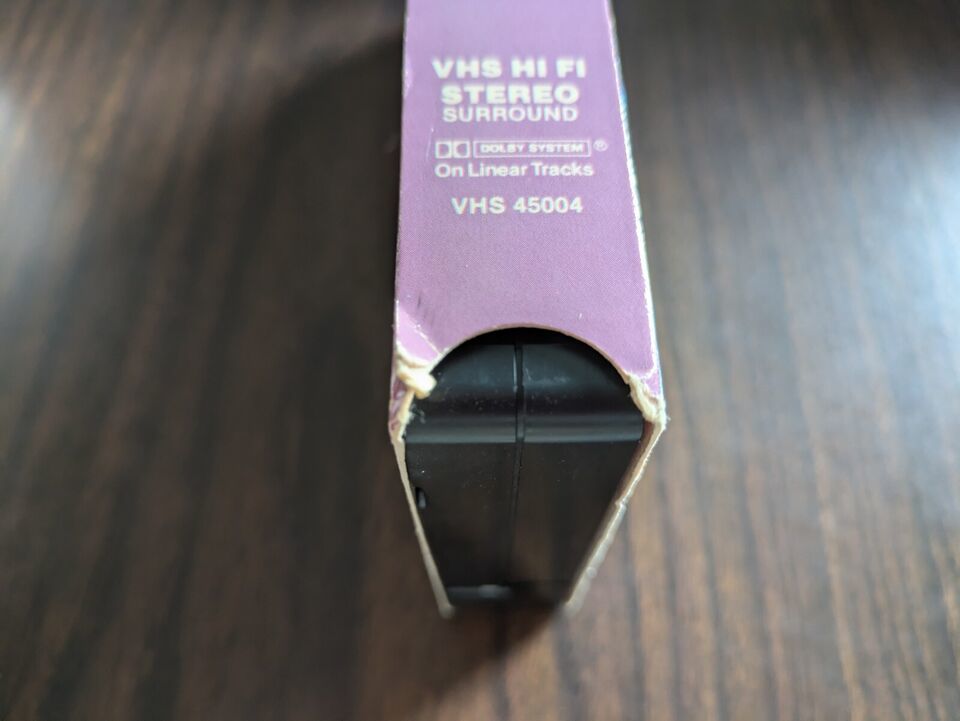 VHS HI FI
STEREO
SURROUND
DOLBY SYSTEM ®
On Linear Tracks
VHS 45004